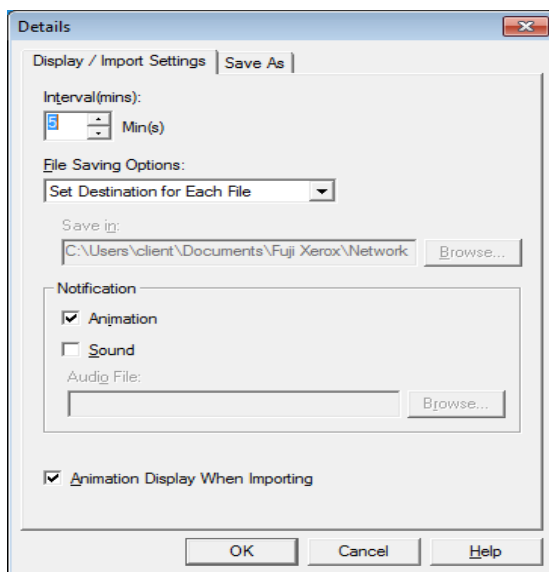 Details
Display / Import Settings
Save As
Interval(mins):
5 Min(s)
File Saving Options:
Set Destination for Each File
Save in:
C:\Users\client\Documents\Fuji Xerox\Network Browse...
Notification
Animation
Sound
Audio File:
Browse...
Animation Display When Importing
OK Cancel Help